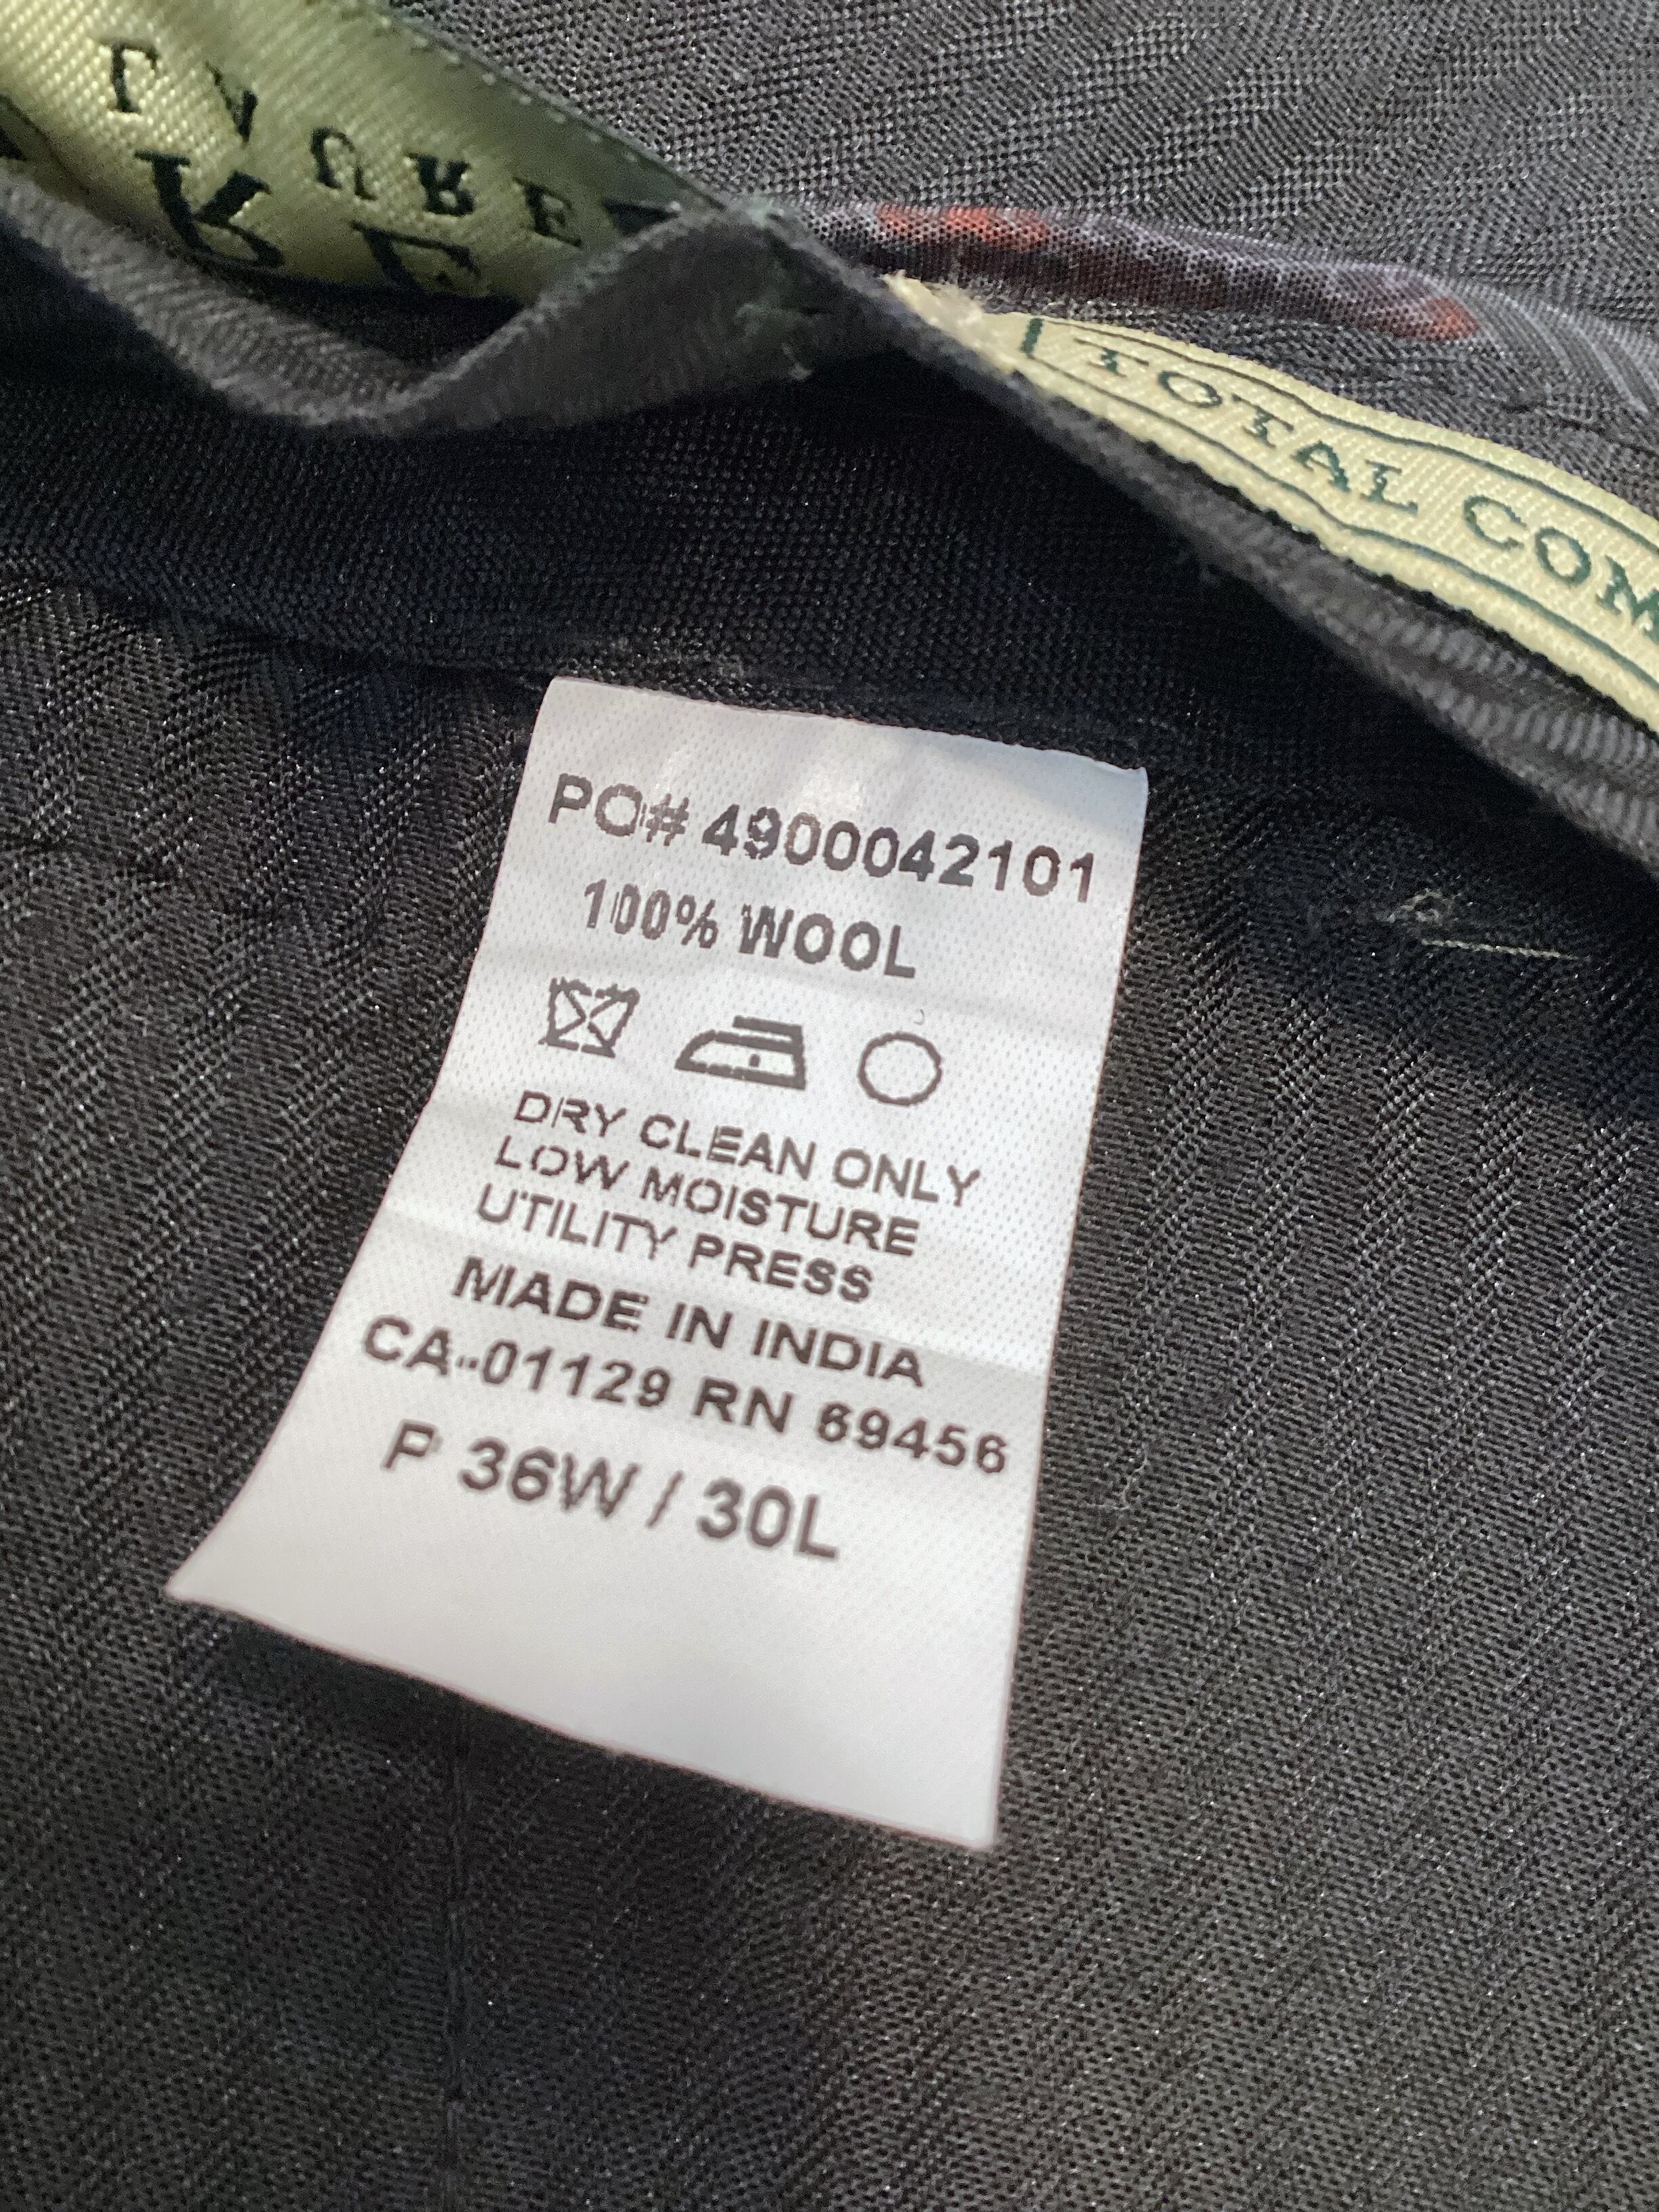 TOTAL COM
PO# 4900042101
100% WOOL
DRY CLEAN ONLY
LOW MOISTURE
UTILITY PRESS
MADE IN INDIA
CA-01129 RN 69456
P 36W / 30L